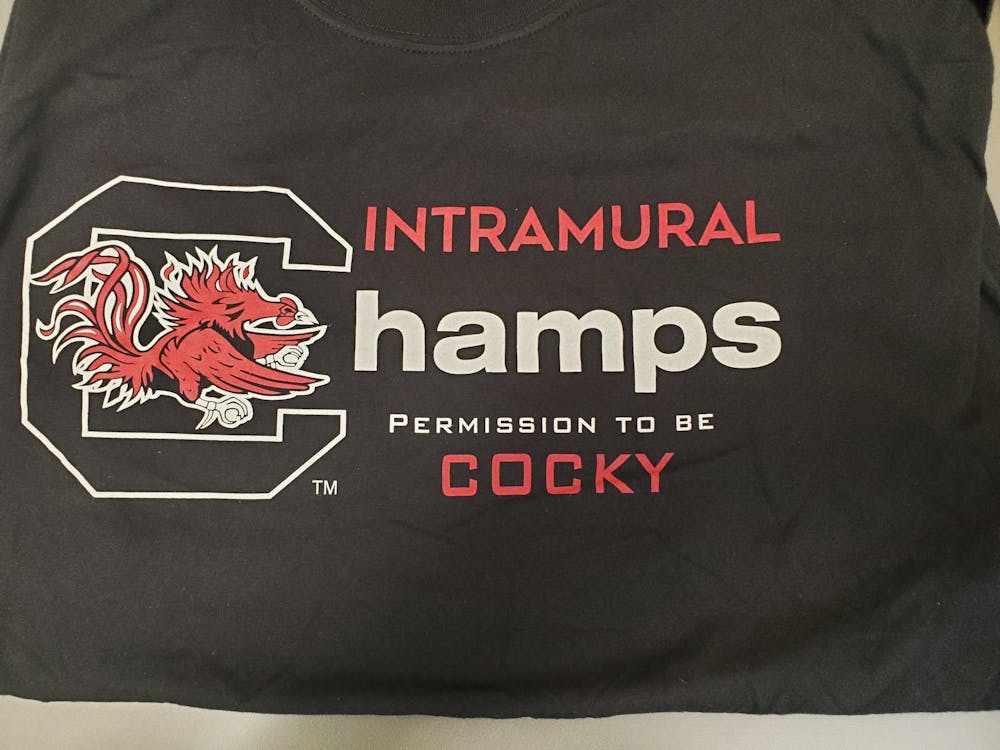 INTRAMURAL
Champs
PERMISSION TO BE
COCKY
TM